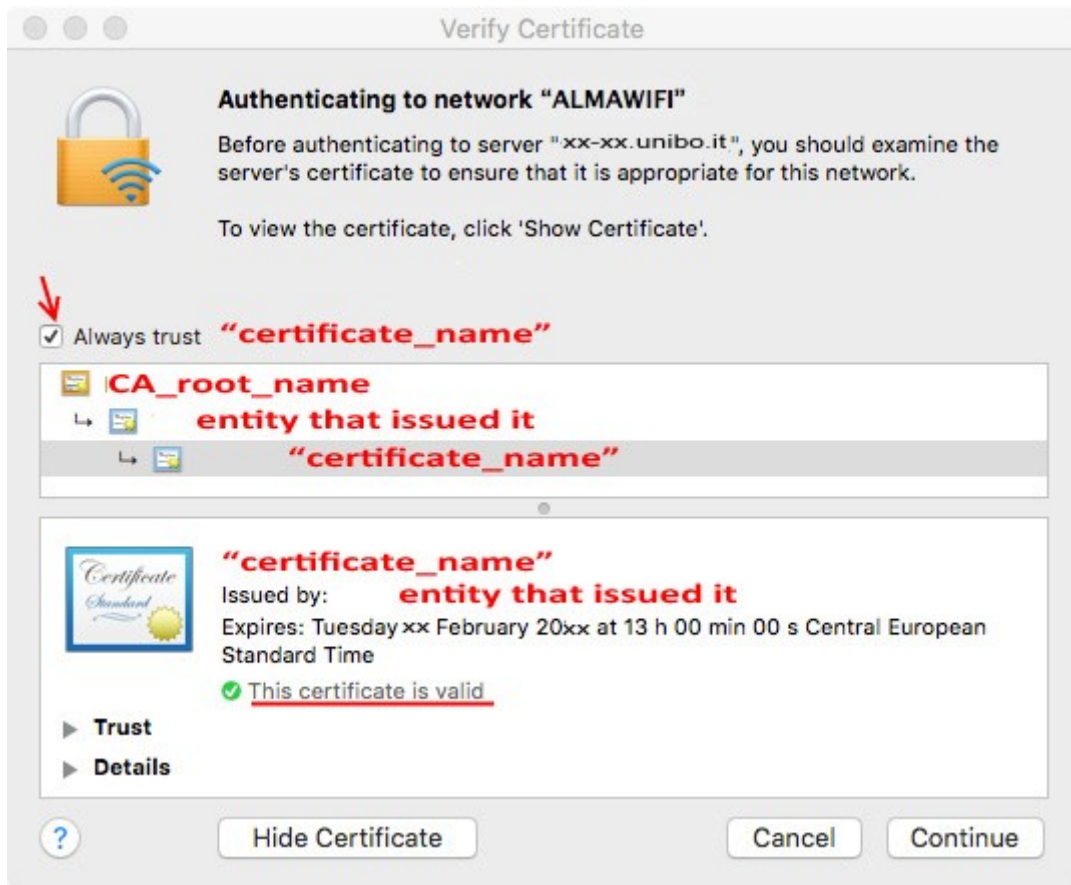 Verify Certificate
Authenticating to network “ALMAWIFI”
Before authenticating to server "xx-xx.unibo.it", you should examine the
server's certificate to ensure that it is appropriate for this network.
To view the certificate, click 'Show Certificate'.
Always trust “certificate_name”
CA_root_name
entity that issued it
“certificate_name”
Certificate
Standard
“certificate_name”
Issued by: entity that issued it
Expires: Tuesday xx February 20xx at 13 h 00 min 00 s Central European
Standard Time
This certificate is valid
Trust
Details
? Hide Certificate Cancel Continue